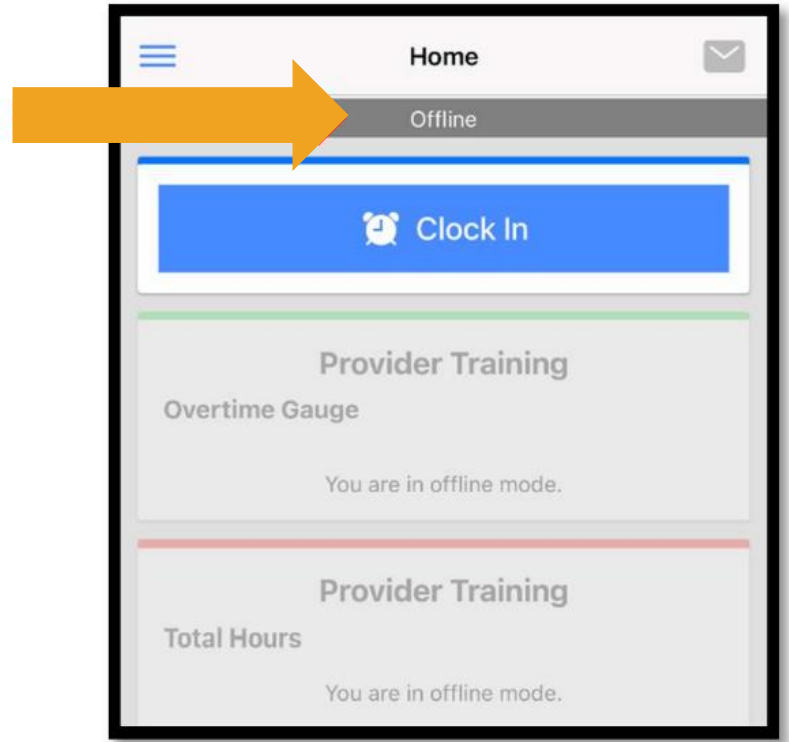 Home
Offline
Clock In
Provider Training
Overtime Gauge
You are in offline mode.
Provider Training
Total Hours
You are in offline mode.